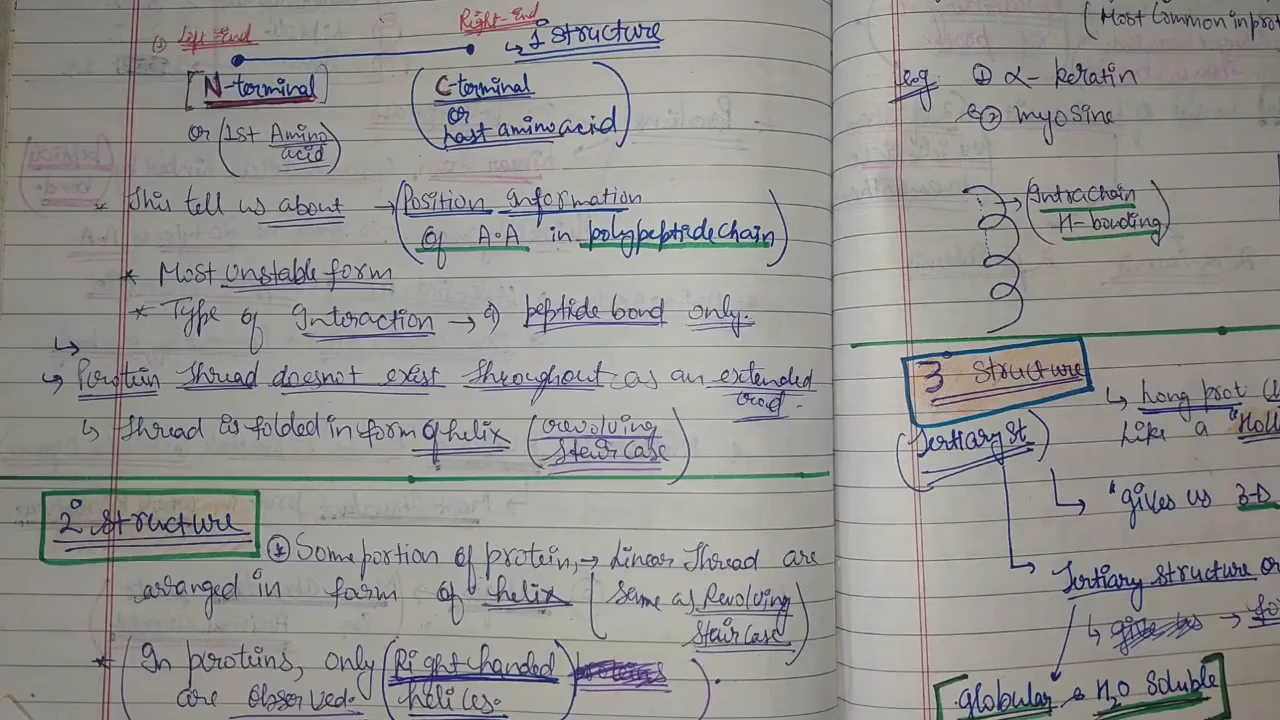 Right-End
① Left End
↳ 1° Structure
[N-terminal]
(C-terminal
or
Last amino acid)
or (1st Amino
acid)
* This tell us about → (Position Information
of A.A in polypeptide chain)
* Most unstable form
* Type of Interaction → peptide bond only.
↳
↳ Protein Thread doesnot exist Throughout as an extended
rod.
↳ Thread is folded in form of helix (revolving
Stair Case)
2° Structure
* Some portion of protein, → Linear Thread are
arranged in form of helix (Same as Revolving
Stair Case)
* (In proteins, only (Right handed)
are observed. helices.)
(Most Common in prot
eg ① α-keratin
② myosine
→ (Intrachain
H-bonding)
3° Structure
↳ Long prot
Like a "Holl
(Tertiary St)
↳ "gives us 3-D
→ Tertiary structure or
↳ →
globular & H₂O Soluble